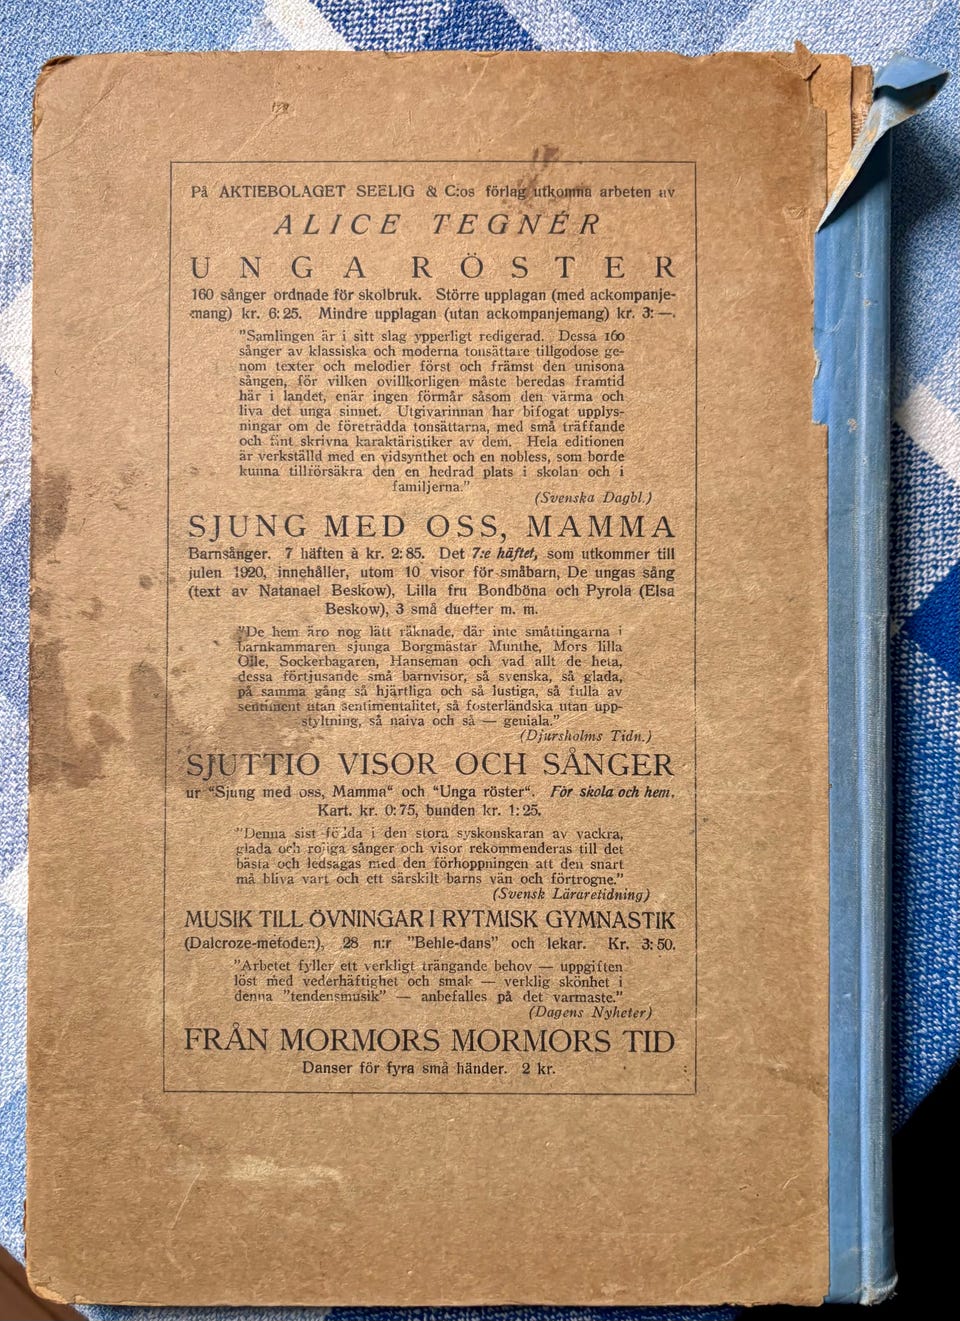 På AKTIEBOLAGET SEELIG & C:os förlag utkomna arbeten av
ALICE TEGNÉR
UNGA RÖSTER
160 sånger ordnade för skolbruk. Större upplagan (med ackompanje-
mang) kr. 6:25. Mindre upplagan (utan ackompanjemang) kr. 3:—.
"Samlingen är i sitt slag ypperligt redigerad. Dessa 160
sånger av klassiska och moderna tonsättare tillgodose ge-
nom texter och melodier först och främst den unisona
sången, för vilken ovillkorligen måste beredas framtid
här i landet, enär ingen förmår såsom den värma och
liva det unga sinnet. Utgivarinnan har bifogat upplys-
ningar om de företrädda tonsättarna, med små träffande
och fint skrivna karaktäristiker av dem. Hela editionen
är verkställd med en vidsynthet och en nobless, som borde
kunna tillförsäkra den en hedrad plats i skolan och i
familjerna."
(Svenska Dagbl.)
SJUNG MED OSS, MAMMA
Barnsånger. 7 häften à kr. 2:85. Det 7:e häftet, som utkommer till
julen 1920, innehåller, utom 10 visor för småbarn, De ungas sång
(text av Natanael Beskow), Lilla fru Bondböna och Pyrola (Elsa
Beskow), 3 små duetter m. m.
"De hem äro nog lätt räknade, där inte småttingarna i
barnkammaren sjunga Borgmästar Munthe, Mors lilla
Olle, Sockerbagaren, Hanseman och vad allt de heta,
dessa förtjusande små barnvisor, så svenska, så glada,
på samma gång så hjärtliga och så lustiga, så fulla av
sentiment utan sentimentalitet, så fosterländska utan upp-
styltning, så naiva och så — geniala."
(Djursholms Tidn.)
SJUTTIO VISOR OCH SÅNGER
ur "Sjung med oss, Mamma" och "Unga röster". För skola och hem.
Kart. kr. 0:75, bunden kr. 1:25.
"Denna sist födda i den stora syskonskaran av vackra,
glada och roliga sånger och visor rekommenderas till det
bästa och ledsagas med den förhoppningen att den snart
må bliva vart och ett särskilt barns vän och förtrogne."
(Svensk Läraretidning)
MUSIK TILL ÖVNINGAR I RYTMISK GYMNASTIK
(Dalcroze-metoden), 28 n:r "Behle-dans" och lekar. Kr. 3:50.
"Arbetet fyller ett verkligt trängande behov — uppgiften
löst med vederhäftighet och smak — verklig skönhet i
denna "tendensmusik" — anbefalles på det varmaste."
(Dagens Nyheter)
FRÅN MORMORS MORMORS TID
Danser för fyra små händer. 2 kr.